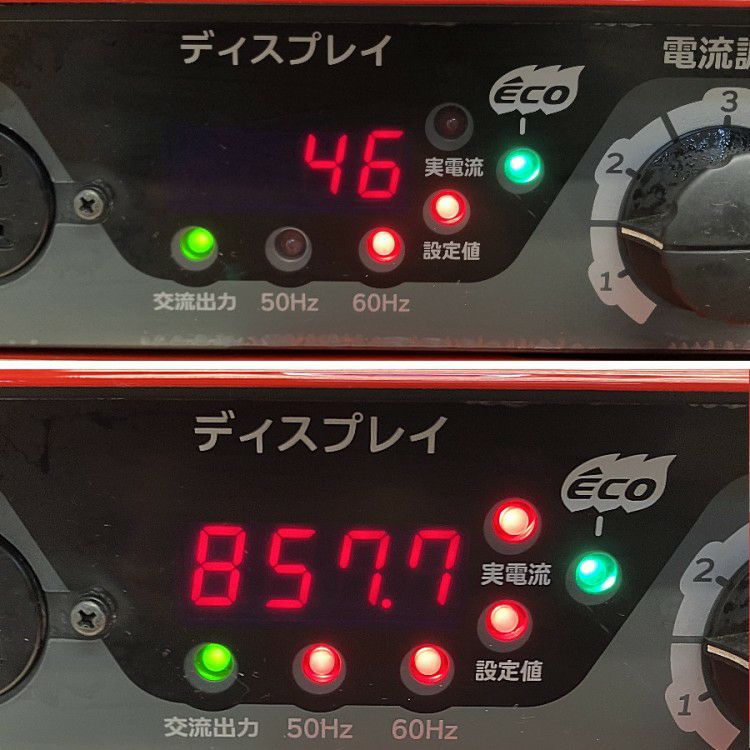 ディスプレイ
電流調
ECO
3
46
実電流
2
設定値
1
交流出力 50Hz 60Hz
ディスプレイ
ECO
857.7
実電流
2
設定値
1
交流出力 50Hz 60Hz